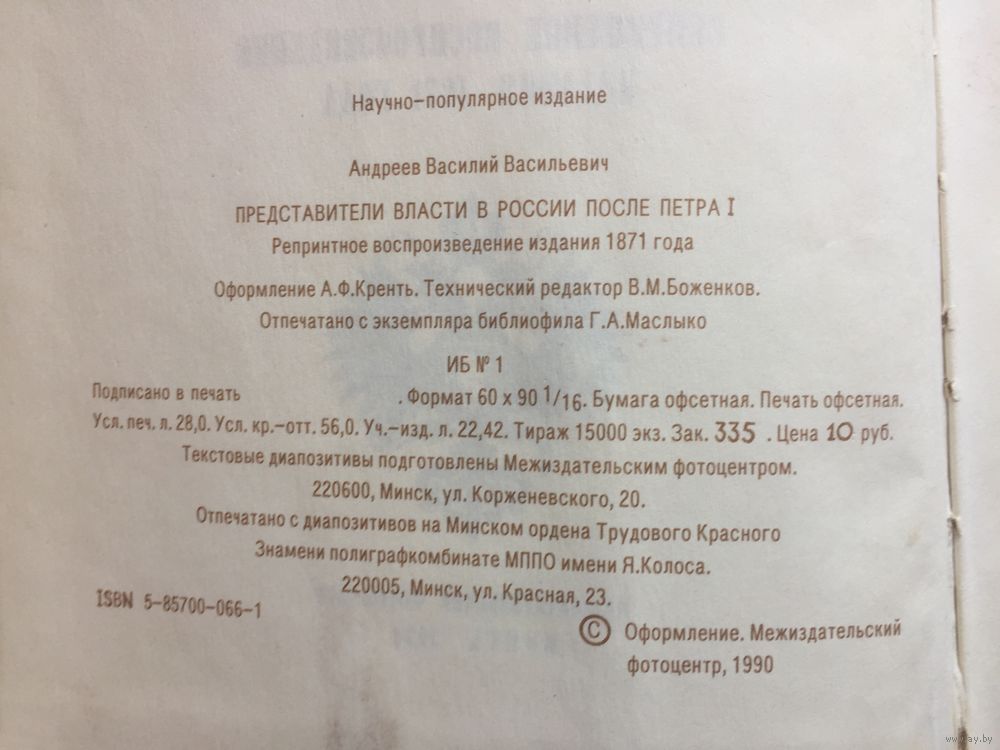 Научно-популярное издание
Андреев Василий Васильевич
ПРЕДСТАВИТЕЛИ ВЛАСТИ В РОССИИ ПОСЛЕ ПЕТРА I
Репринтное воспроизведение издания 1871 года
Оформление А.Ф.Кренть. Технический редактор В.М.Боженков.
Отпечатано с экземпляра библиофила Г.А.Маслыко
ИБ № 1
Подписано в печать . Формат 60 х 90 1/16. Бумага офсетная. Печать офсетная.
Усл. печ. л. 28,0. Усл. кр.-отт. 56,0. Уч.-изд. л. 22,42. Тираж 15000 экз. Зак. 335 . Цена 10 руб.
Текстовые диапозитивы подготовлены Межиздательским фотоцентром.
220600, Минск, ул. Корженевского, 20.
Отпечатано с диапозитивов на Минском ордена Трудового Красного
Знамени полиграфкомбинате МППО имени Я.Колоса.
220005, Минск, ул. Красная, 23.
ISBN 5-85700-066-1
© Оформление. Межиздательский
фотоцентр, 1990
www.ay.by